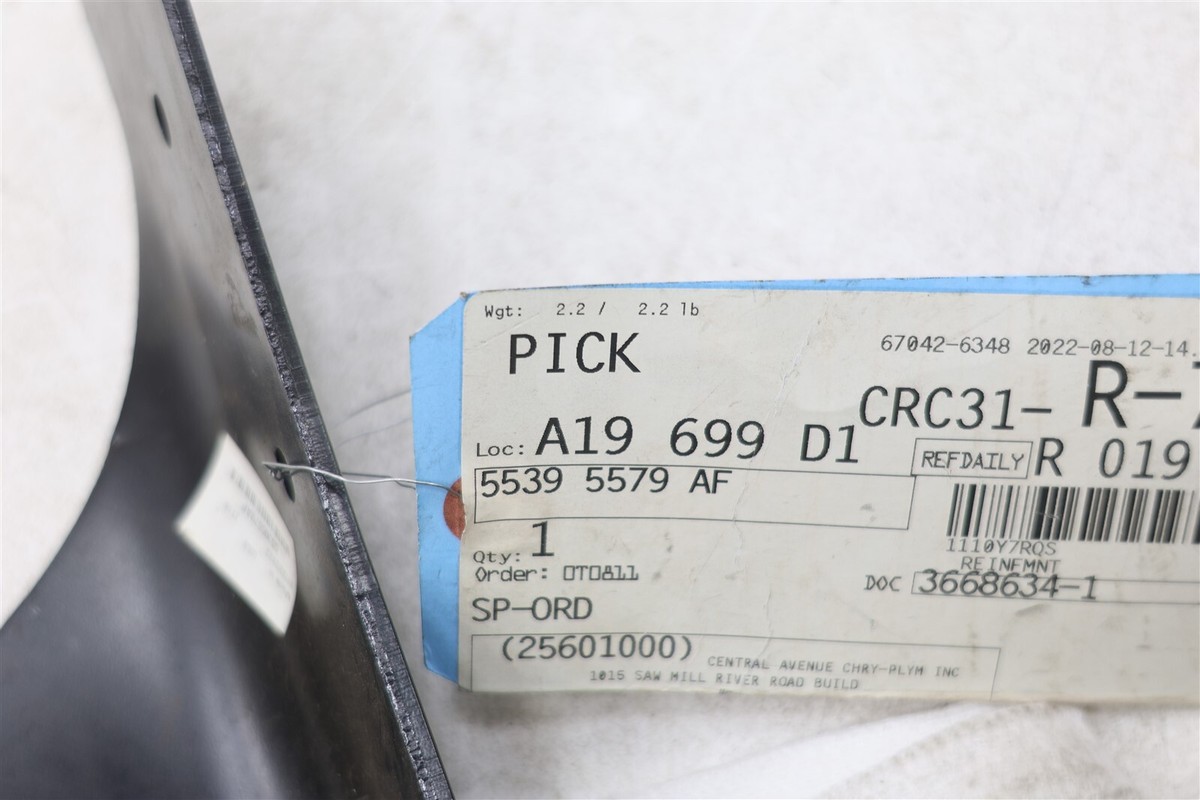 Wgt: 2.2 / 2.2 lb
PICK
67042-6348 2022-08-12-14.
CRC31- R-
Loc: A19 699 D1
REFDAILY R 019
5539 5579 AF
1110Y7RQS
REINFMNT
Qty: 1
DOC 3668634-1
Order: 0T0811
SP-ORD
(25601000)
CENTRAL AVENUE CHRY-PLYM INC
1015 SAW MILL RIVER ROAD BUILD